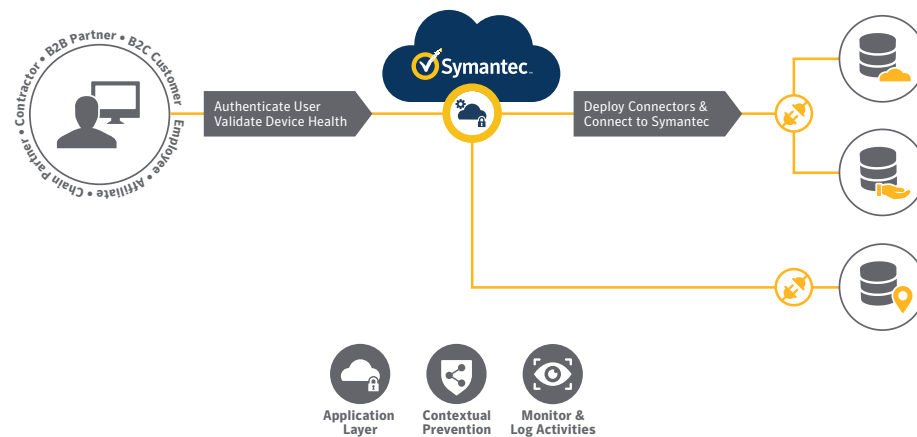 Contractor • B2B Partner • B2C Customer
Employee • Affiliate • Chain Partner •
Symantec™
Authenticate User
Validate Device Health
Deploy Connectors &
Connect to Symantec
Application
Layer
Contextual
Prevention
Monitor &
Log Activities